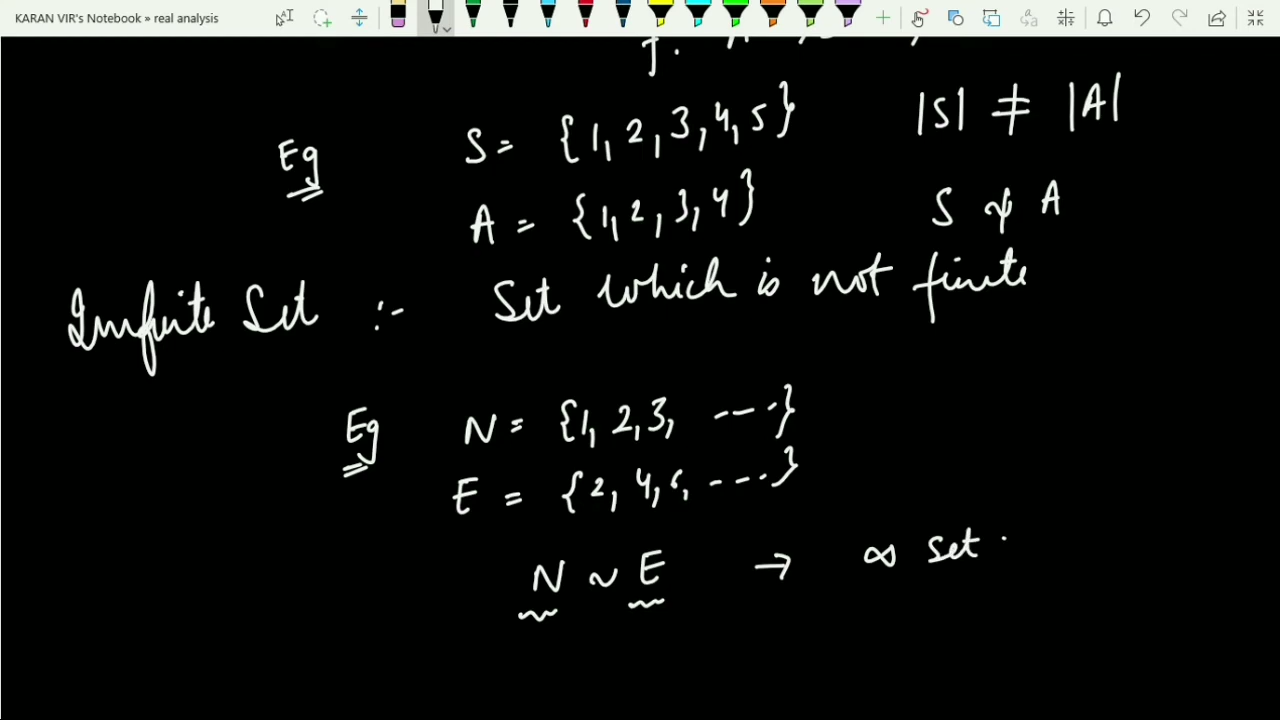 KARAN VIR's Notebook » real analysis
Eg S = {1, 2, 3, 4, 5} |S| ≠ |A|
A = {1, 2, 3, 4} S ≁ A
Infinite Set :- Set which is not finite
Eg N = {1, 2, 3, ----}
E = {2, 4, 6, ----}
N ~ E → ∞ set .